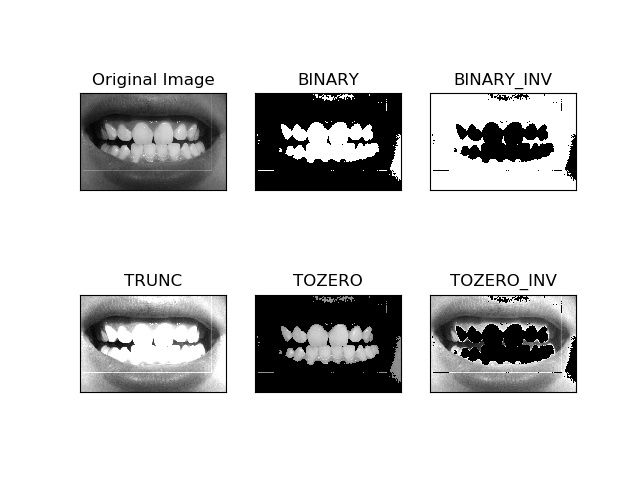 Original Image
BINARY
BINARY_INV
TRUNC
TOZERO
TOZERO_INV